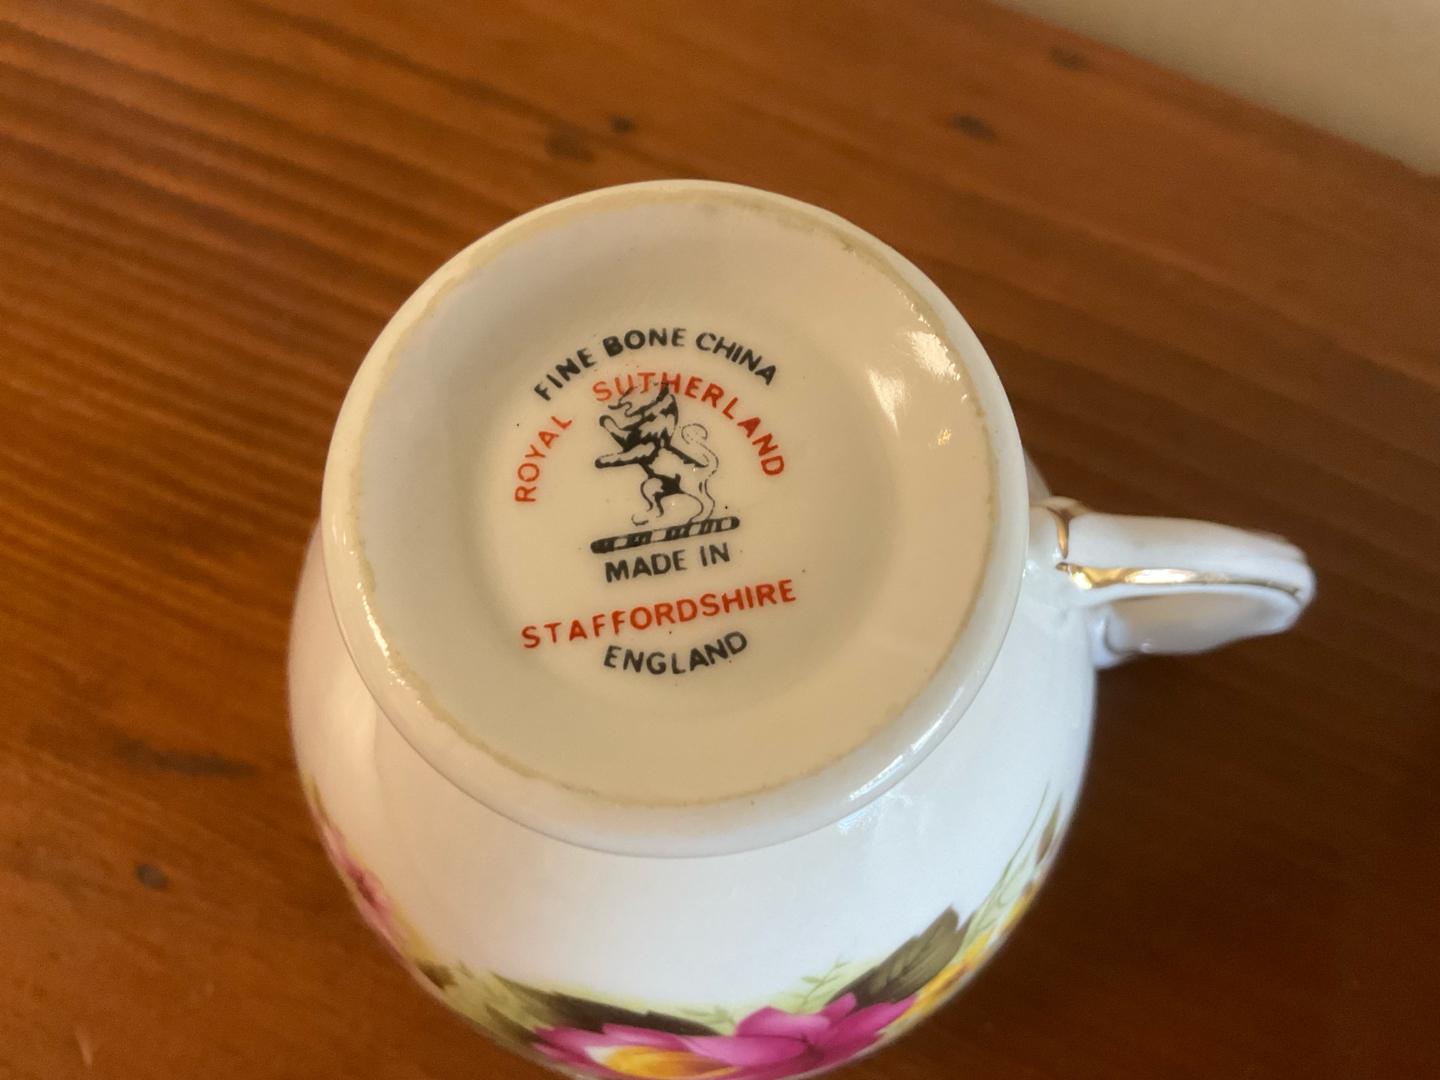 FINE BONE CHINA
ROYAL SUTHERLAND
MADE IN
STAFFORDSHIRE
ENGLAND